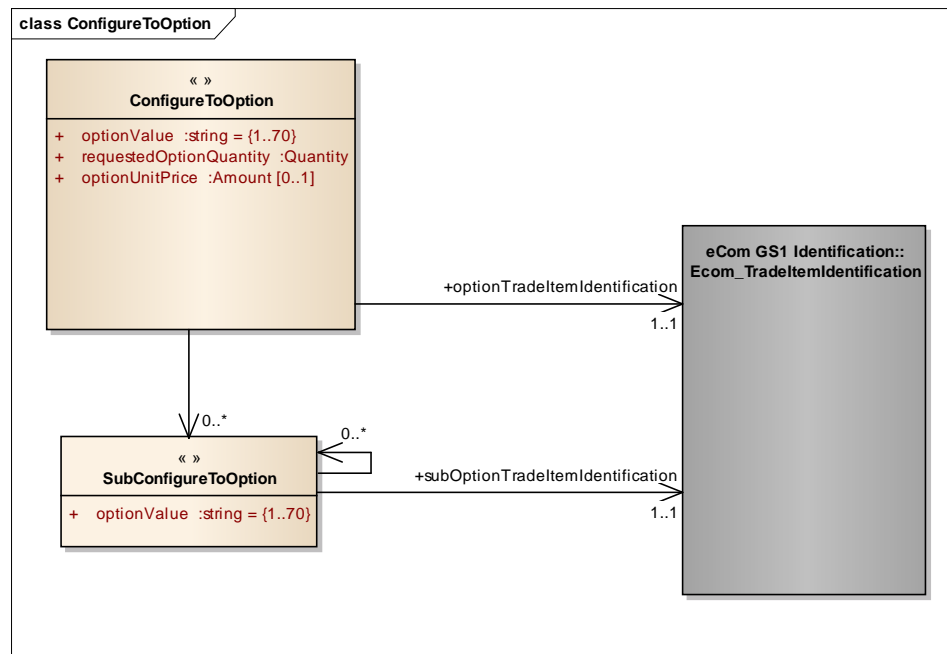 class ConfigureToOption
« »
ConfigureToOption
+ optionValue :string = {1..70}
+ requestedOptionQuantity :Quantity
+ optionUnitPrice :Amount [0..1]
eCom GS1 Identification::
Ecom_TradeItemIdentification
+optionTradeItemIdentification
1..1
0..*
0..*
« »
SubConfigureToOption
+ optionValue :string = {1..70}
+subOptionTradeItemIdentification
1..1